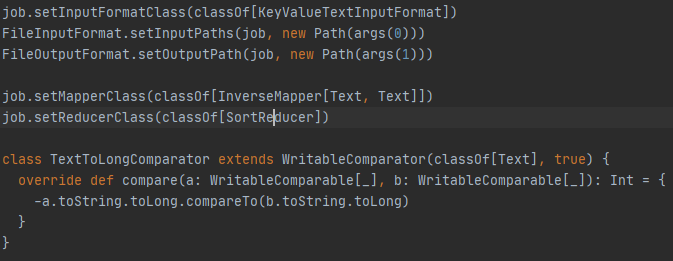 job.setInputFormatClass(classOf[KeyValueTextInputFormat])
FileInputFormat.setInputPaths(job, new Path(args(0)))
FileOutputFormat.setOutputPath(job, new Path(args(1)))
job.setMapperClass(classOf[InverseMapper[Text, Text]])
job.setReducerClass(classOf[SortReducer])
class TextToLongComparator extends WritableComparator(classOf[Text], true) {
  override def compare(a: WritableComparable[_], b: WritableComparable[_]): Int = {
    -a.toString.toLong.compareTo(b.toString.toLong)
  }
}